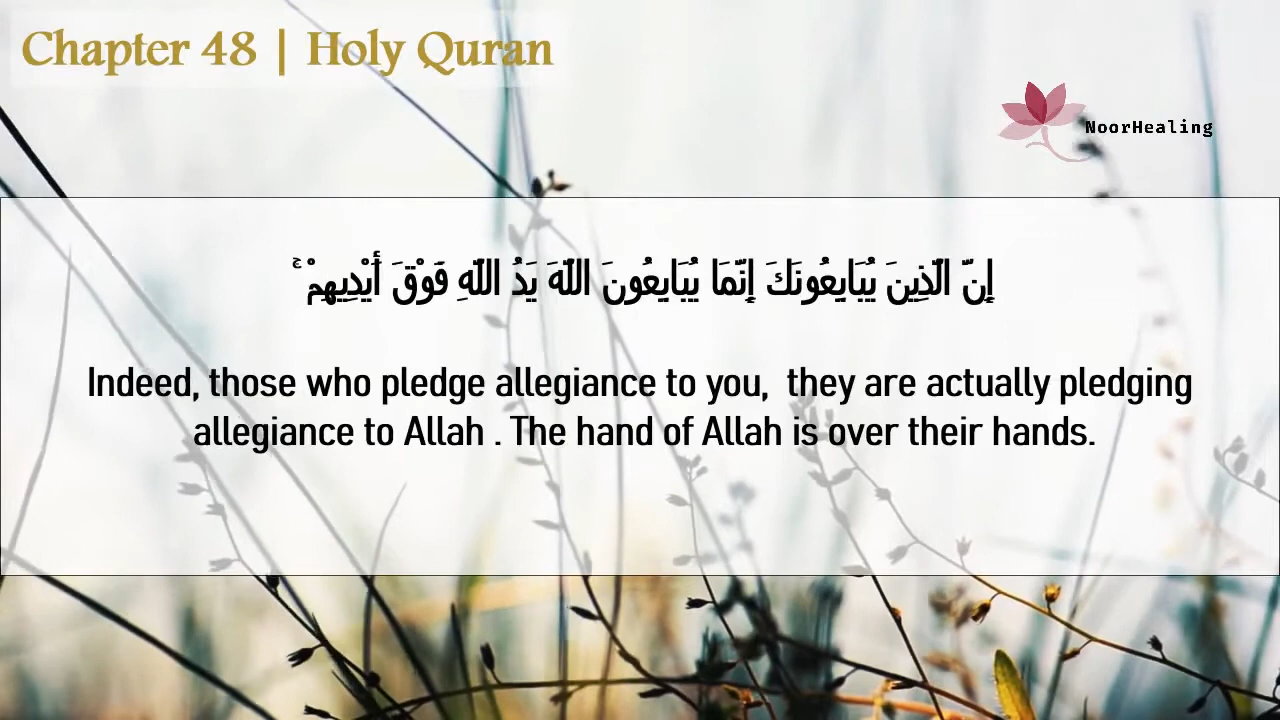 Chapter 48 | Holy Quran
NoorHealing
إِنَّ الَّذِينَ يُبَايِعُونَكَ إِنَّمَا يُبَايِعُونَ اللَّهَ يَدُ اللَّهِ فَوْقَ أَيْدِيهِمْ ۚ
Indeed, those who pledge allegiance to you,  they are actually pledging
allegiance to Allah . The hand of Allah is over their hands.